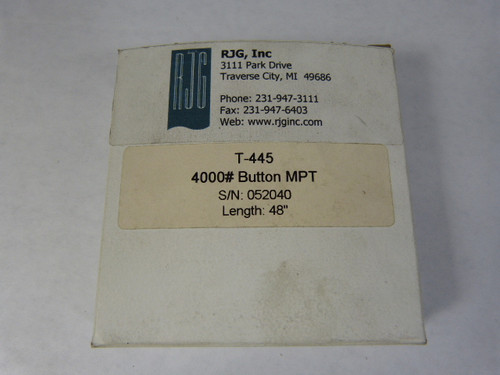 RJG
RJG, Inc
3111 Park Drive
Traverse City, MI 49686
Phone: 231-947-3111
Fax: 231-947-6403
Web: www.rjginc.com
T-445
4000# Button MPT
S/N: 052040
Length: 48"